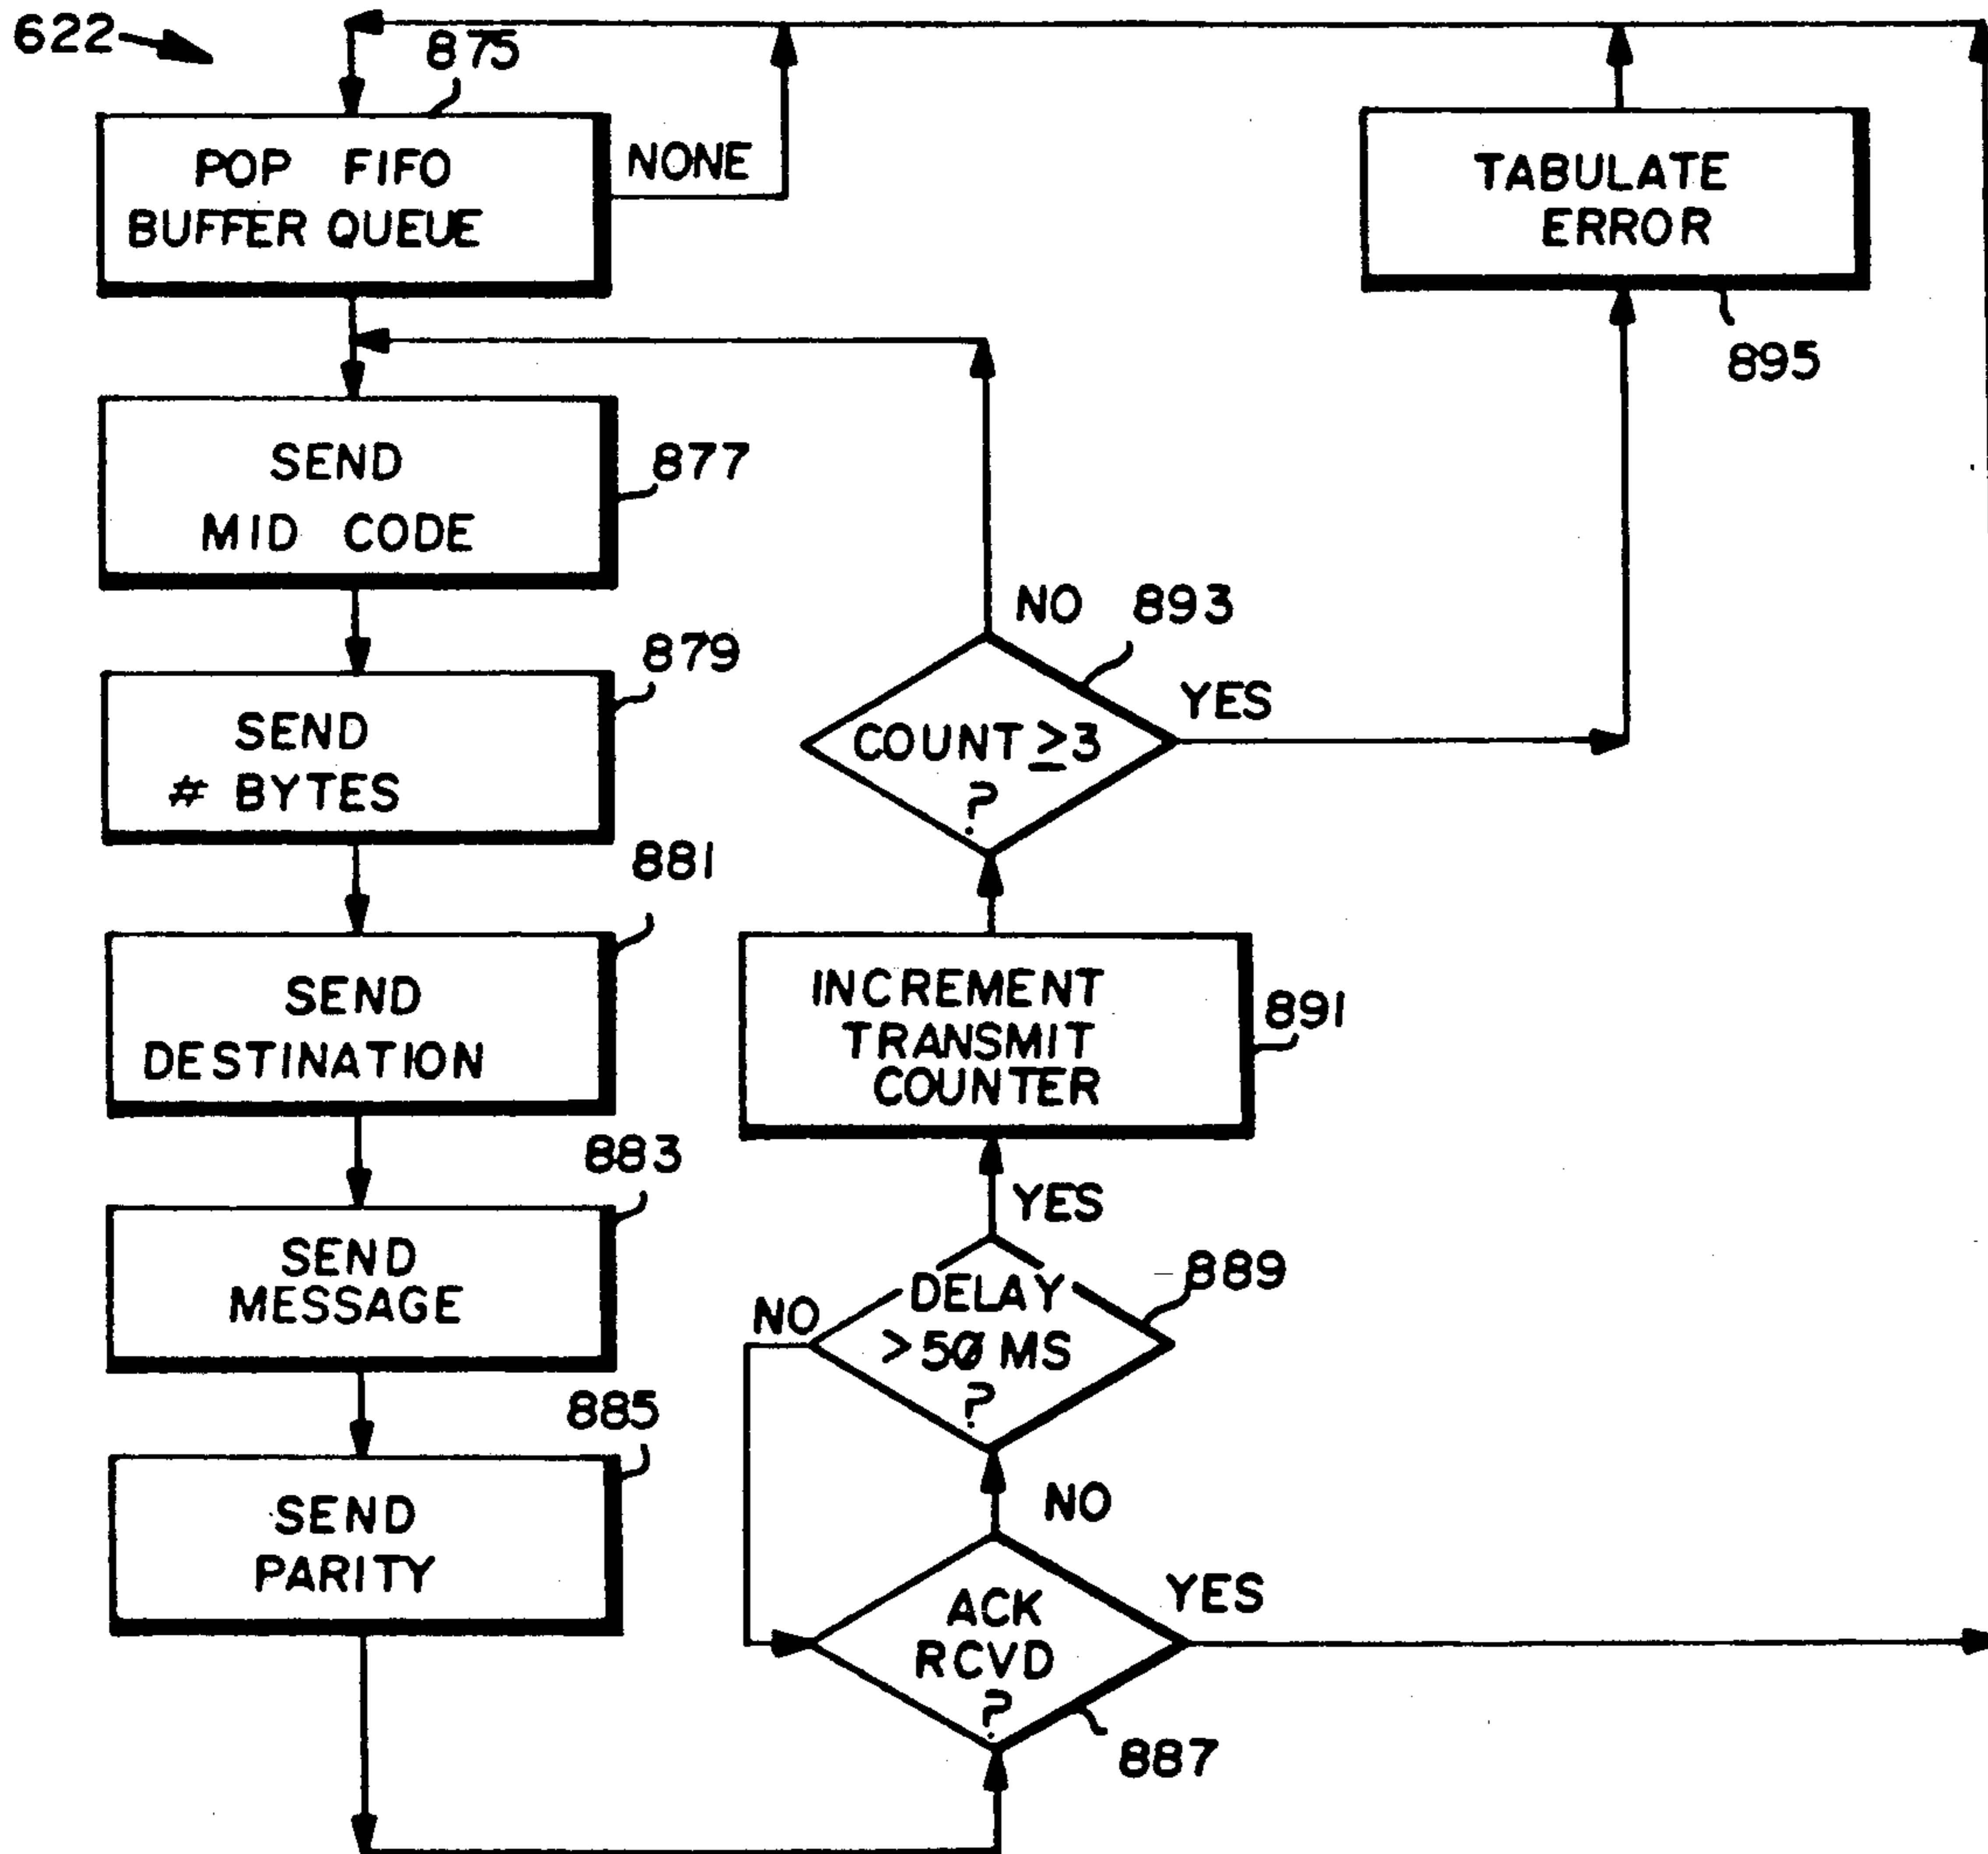 622
875
POP FIFO
BUFFER QUEUE
NONE
TABULATE
ERROR
895
SEND
MID CODE
877
NO
893
SEND
# BYTES
879
COUNT ≥3
?
YES
881
SEND
DESTINATION
INCREMENT
TRANSMIT
COUNTER
891
883
SEND
MESSAGE
YES
DELAY
>50 MS
?
NO
889
885
SEND
PARITY
NO
ACK
RCVD
?
YES
887